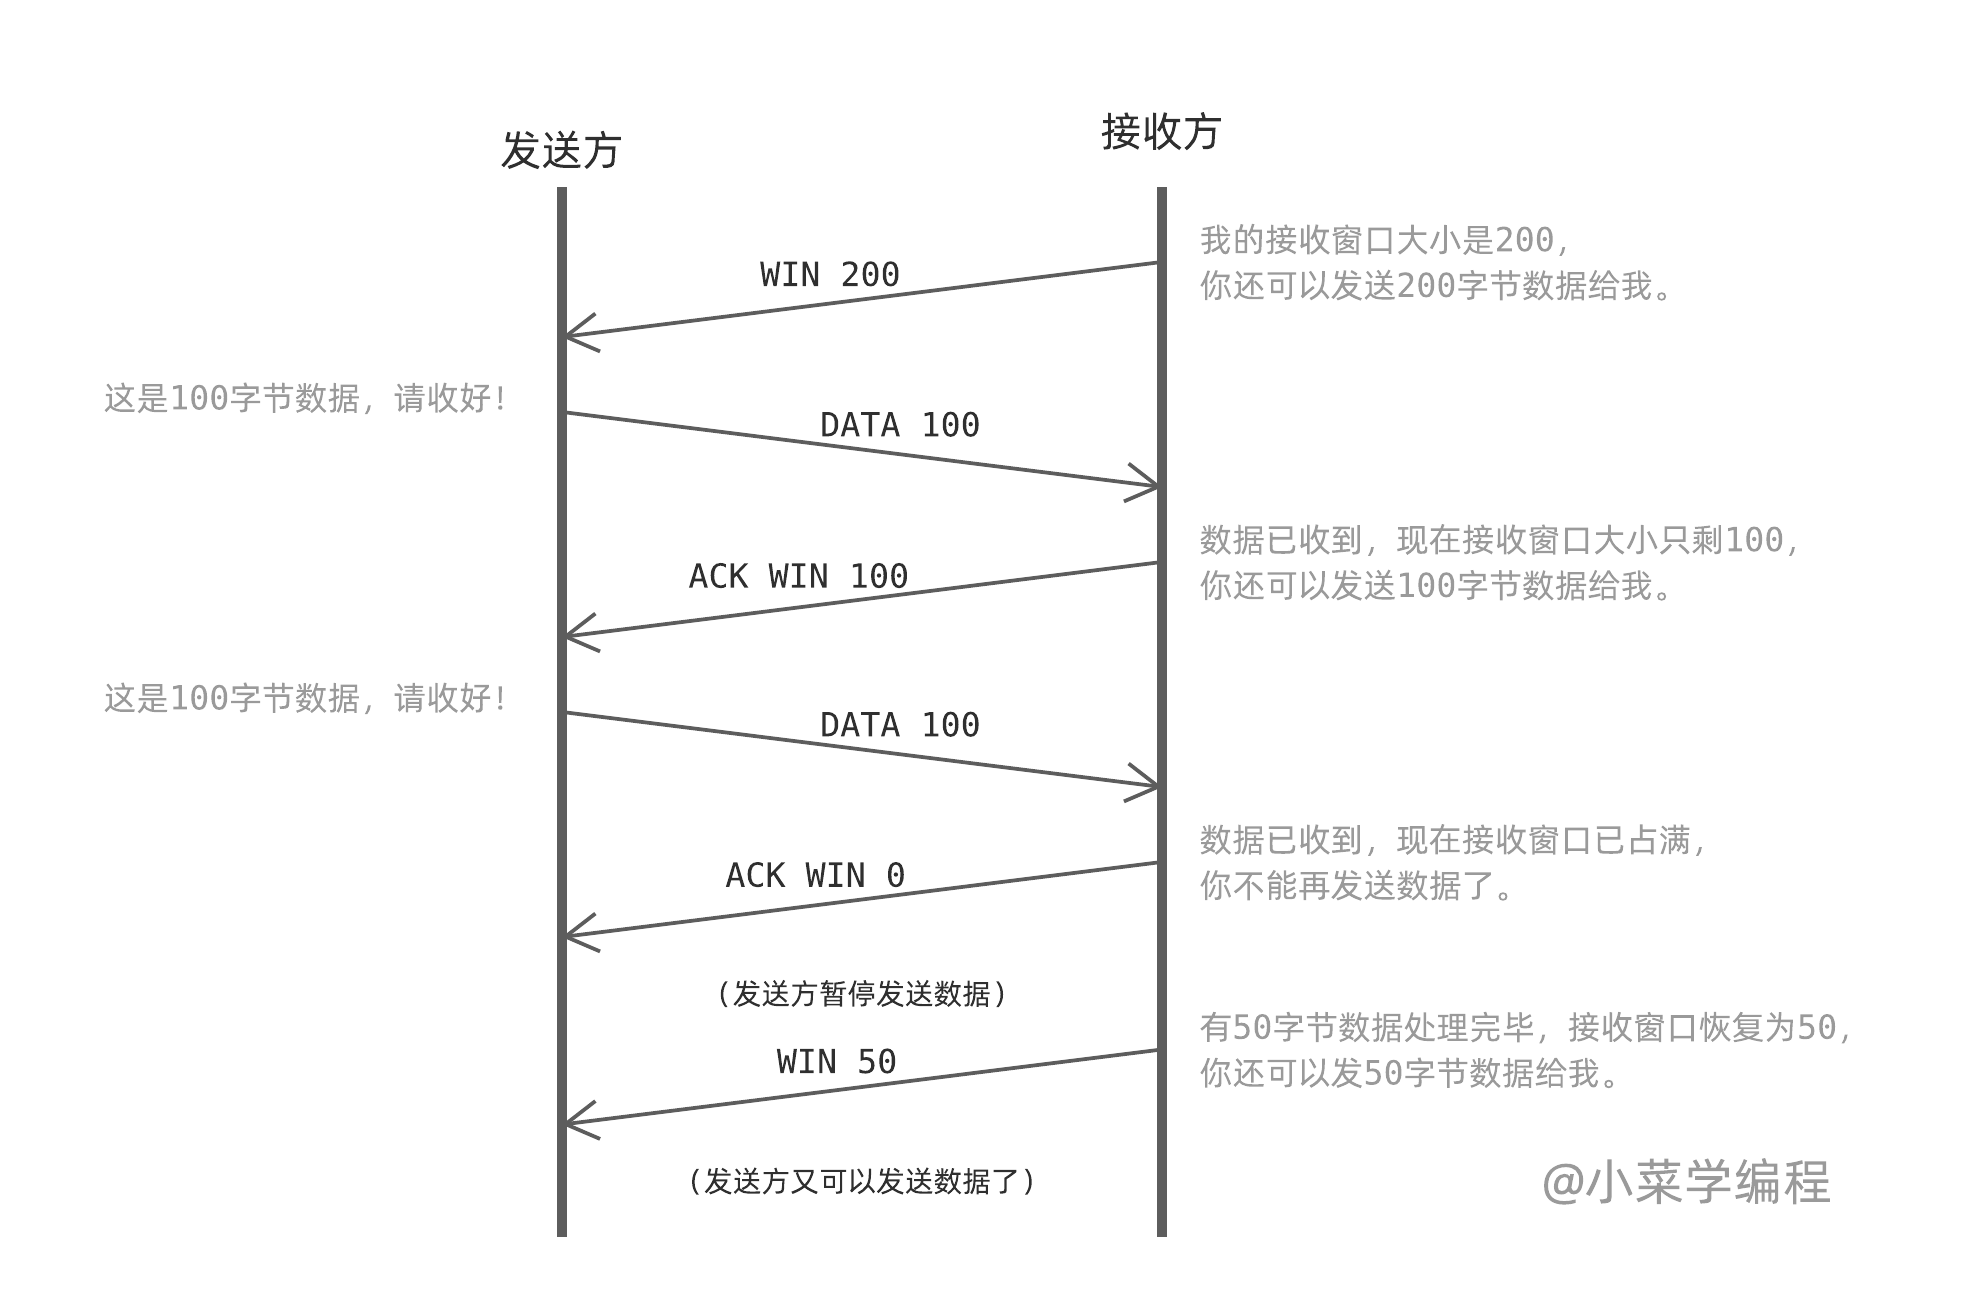 发送方
接收方
我的接收窗口大小是200,
你还可以发送200字节数据给我。
WIN 200
这是100字节数据，请收好!
DATA 100
数据已收到，现在接收窗口大小只剩100,
你还可以发送100字节数据给我。
ACK WIN 100
这是100字节数据，请收好!
DATA 100
数据已收到，现在接收窗口已占满,
你不能再发送数据了。
ACK WIN 0
(发送方暂停发送数据)
有50字节数据处理完毕，接收窗口恢复为50,
你还可以发50字节数据给我。
WIN 50
(发送方又可以发送数据了)
@小菜学编程